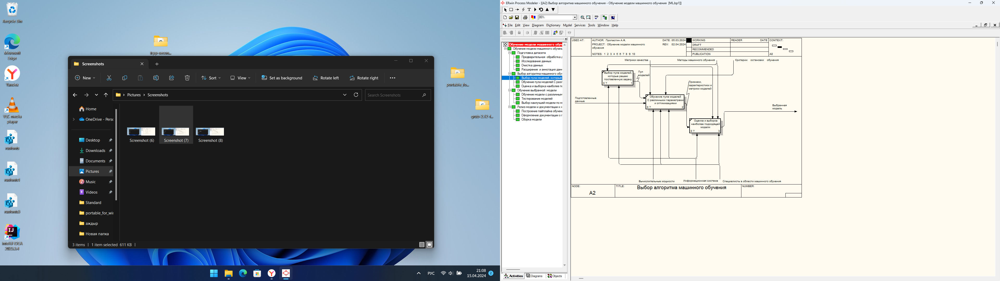 Recycle Bin
Microsoft
Edge
Yandex
VLC media
player
rusfonts
rusfonts1
rusfonts3
IntelliJ IDEA
2023.3.4
trpp-secon...
portable_fo...
grub-2.12-f...
Screenshots
New
Sort
View
Set as background
Rotate left
Rotate right
Pictures
Screenshots
Search Screenshots
Home
OneDrive - Perso
Desktop
Downloads
Documents
Pictures
Music
Videos
Standard
portable_for_wi
аждыр
Новая папка
Screenshot (6)
Screenshot (7)
Screenshot (8)
3 items
1 item selected 611 KB
РУС
21:08
15.04.2024
2
ERwin Process Modeler - [(A2) Выбор алгоритма машинного обучения - Обучение модели машинного обучения [ML.bp1]]
80%
File Edit View Diagram Dictionary Model Services Tools Window Help
Обучение модели машинного обуч
Обучение модели машинного обучени
Подготовка датасета
Предварительная обработка д
Исследование данных
Очистка данных
Расширение и аннотация данн
Выбор алгоритма машинного обуч
Выбор пула моделей, которые
Обучение пула моделей С разл
Оценка и выборка наиболее по
Обучение выбранной модели
Обучение модели с различным
Тестирование моделей
Выбор наилучшей модели по м
Релиз модели и документации к н
Построение пайплайна обучен
Оформление документации о п
Сборка модели
Activities
Diagrams
Objects
USED AT:
AUTHOR: Пропастин А.Ф,
DATE: 05.03.2024
PROJECT: Обучение модели машинного
обучения
REV: 02.04.2024
NOTES: 1 2 3 4 5 6 7 8 9 10
WORKING
DRAFT
RECOMMENDED
PUBLICATION
READER
DATE
CONTEXT:
A0
Метрики качества
Методы машинного обучения
Критерии остановки обучения
Выбор пула моделей,
которые решаю
поставленную задачу
0 ?
1
Пул
моделей
Признаки,
характеристики и
метрики моделей
Подготовленные
данные
Обучение пула моделей
С различными параметрами
и оптимизациями
0 ?
2
Выбранная
модель
Оценка и выборка
наиболее подходящей
модели
0 ?
3
Вычислительные мощности
Информационная система
Специалисты в области машинного обучения
NODE:
A2
TITLE:
Выбор алгоритма машинного обучения
NUMBER: